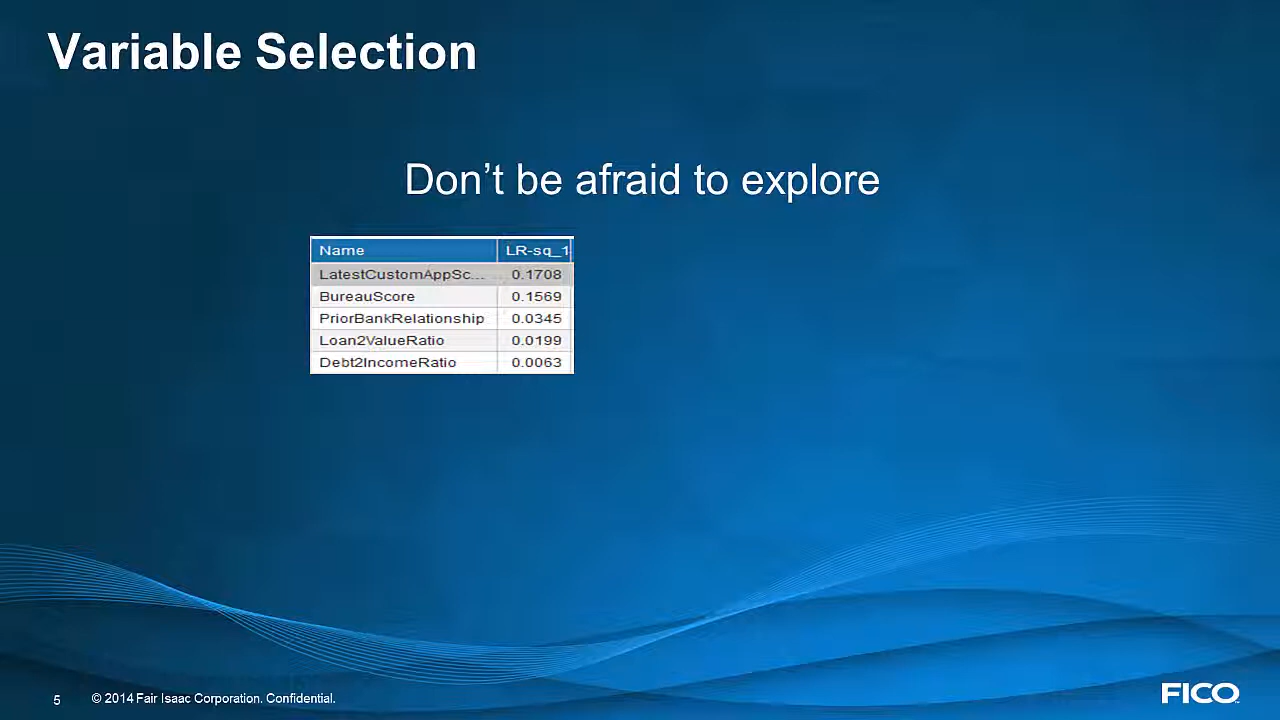 Variable Selection
Don’t be afraid to explore
Name LR-sq_1
LatestCustomAppSc... 0.1708
BureauScore 0.1569
PriorBankRelationship 0.0345
Loan2ValueRatio 0.0199
Debt2IncomeRatio 0.0063
5 © 2014 Fair Isaac Corporation. Confidential.
FICO